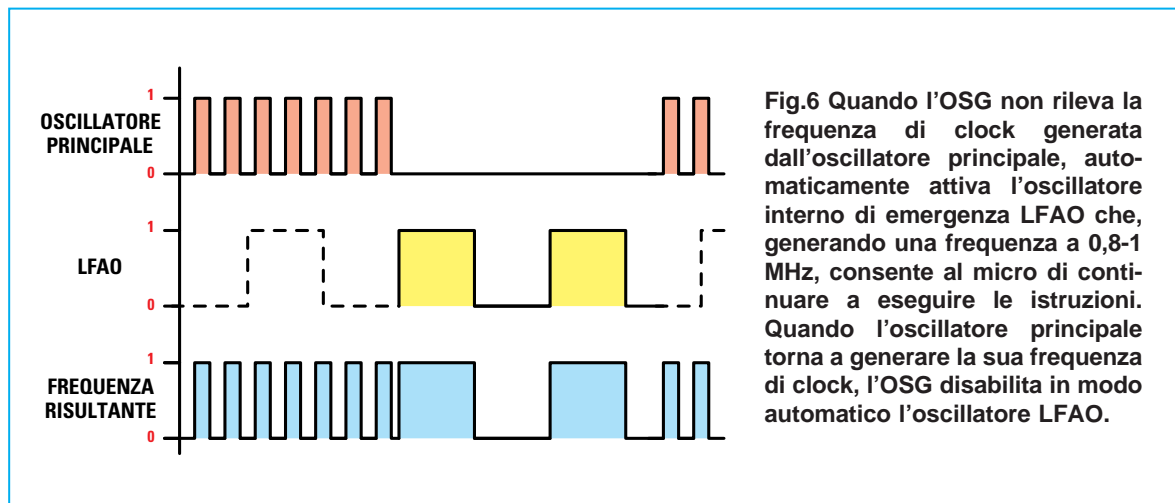 OSCILLATORE
PRINCIPALE
1
0
LFAO
1
0
FREQUENZA
RISULTANTE
1
0
Fig.6 Quando l'OSG non rileva la
frequenza di clock generata
dall'oscillatore principale, auto-
maticamente attiva l'oscillatore
interno di emergenza LFAO che,
generando una frequenza a 0,8-1
MHz, consente al micro di conti-
nuare a eseguire le istruzioni.
Quando l'oscillatore principale
torna a generare la sua frequenza
di clock, l'OSG disabilita in modo
automatico l'oscillatore LFAO.